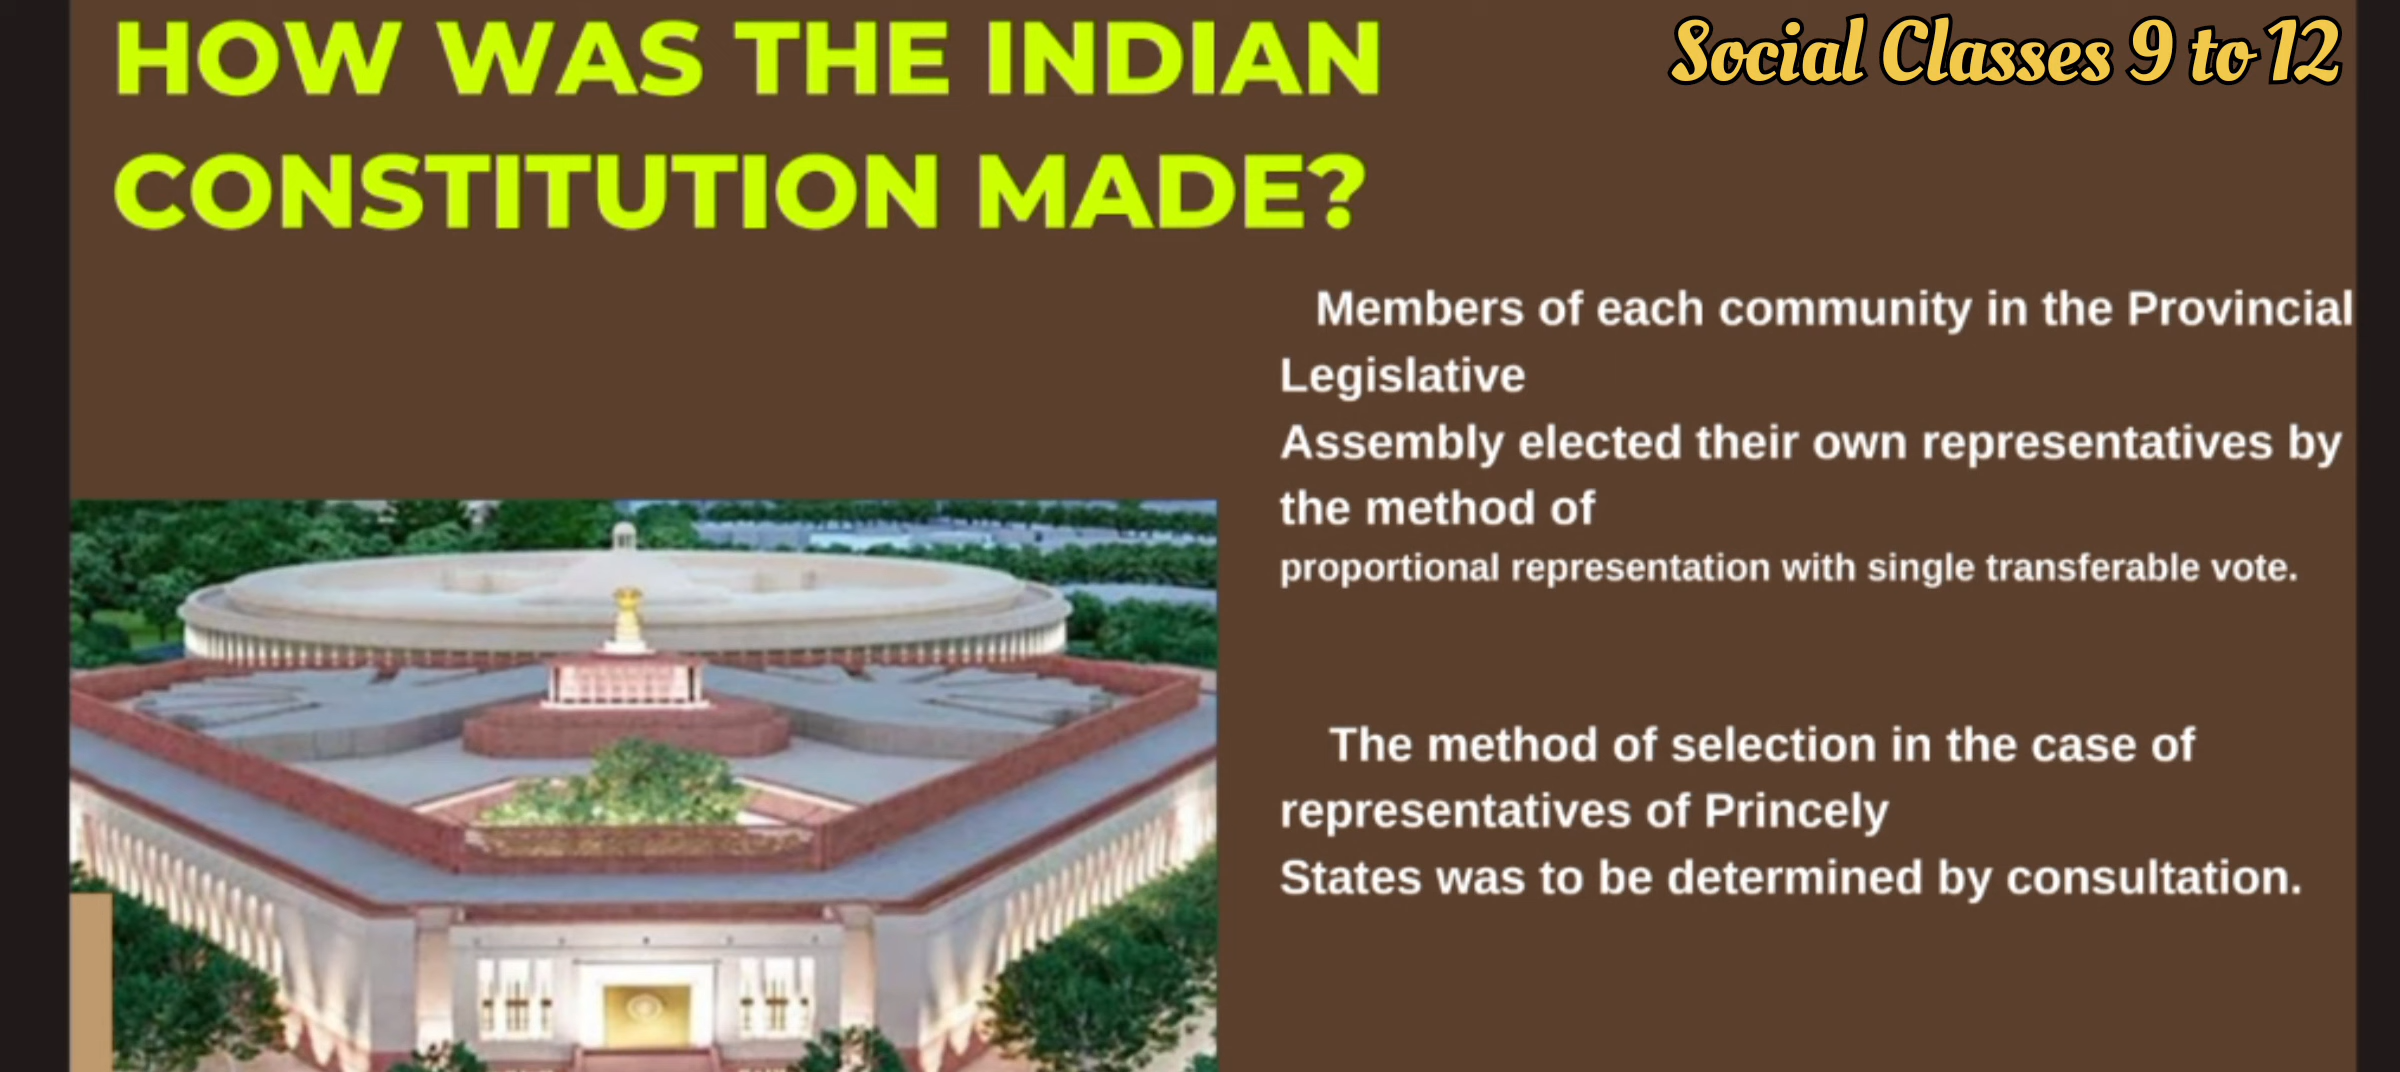 HOW WAS THE INDIAN
CONSTITUTION MADE?
Social Classes 9 to 12
Members of each community in the Provincial
Legislative
Assembly elected their own representatives by
the method of
proportional representation with single transferable vote.
The method of selection in the case of
representatives of Princely
States was to be determined by consultation.